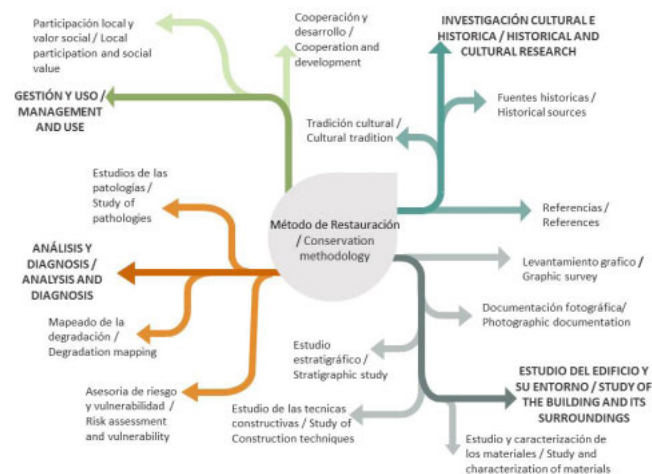 Participación local y
valor social / Local
participation and social
value
Cooperación y
desarrollo /
Cooperation and
development
INVESTIGACIÓN CULTURAL E
HISTORICA / HISTORICAL AND
CULTURAL RESEARCH
GESTIÓN Y USO /
MANAGEMENT
AND USE
Fuentes historicas /
Historical sources
Tradición cultural /
Cultural tradition
Estudios de las
patologías /
Study of
pathologies
Método de Restauración
/ Conservation
methodology
Referencias /
References
ANÁLISIS Y
DIAGNOSIS /
ANALYSIS AND
DIAGNOSIS
Levantamiento grafico /
Graphic survey
Mapeado de la
degradación /
Degradation mapping
Documentación fotográfica/
Photographic documentation
Estudio
estratigráfico /
Stratigraphic study
Asesoria de riesgo
y vulnerabilidad /
Risk assessment
and vulnerability
Estudio de las tecnicas
constructivas / Study of
Construction techniques
ESTUDIO DEL EDIFICIO Y
SU ENTORNO / STUDY OF
THE BUILDING AND ITS
SURROUNDINGS
Estudio y caracterización de
los materiales / Study and
characterization of materials